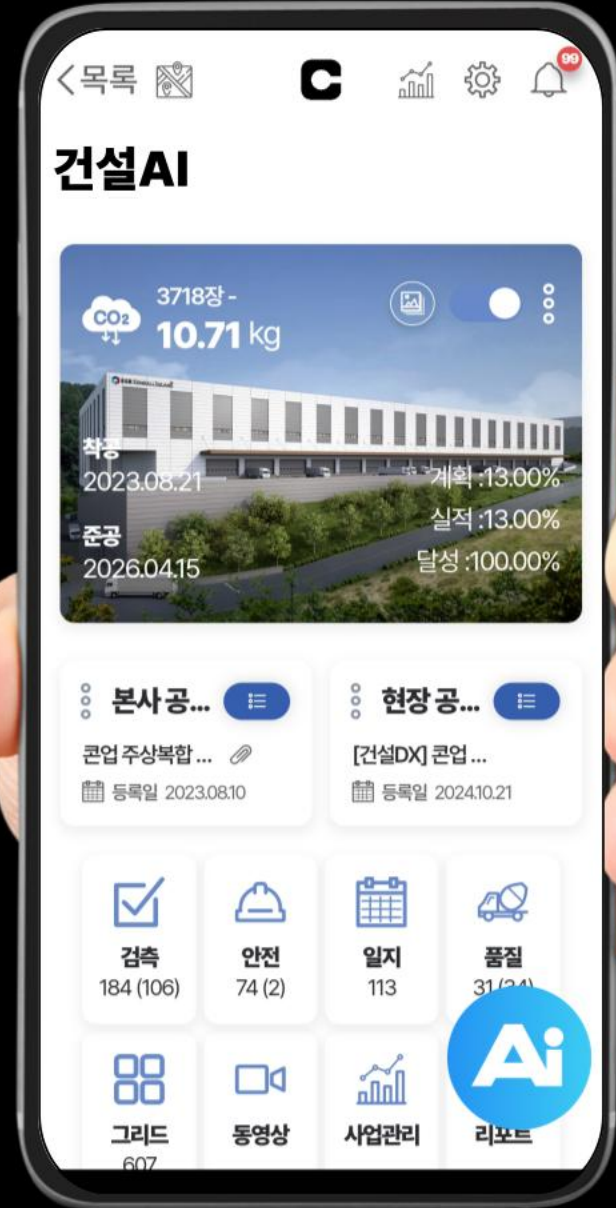 목록
C
99
건설AI
CO2
3718장 -
10.71 kg
착공
2023.08.21
준공
2026.04.15
계획 :13.00%
실적 :13.00%
달성 :100.00%
본사 공...
콘업 주상복합 ...
등록일 2023.08.10
현장 공...
[건설DX] 콘업 ...
등록일 2024.10.21
검측
184 (106)
안전
74 (2)
일지
113
품질
31
Ai
그리드
607
동영상
사업관리
리포트